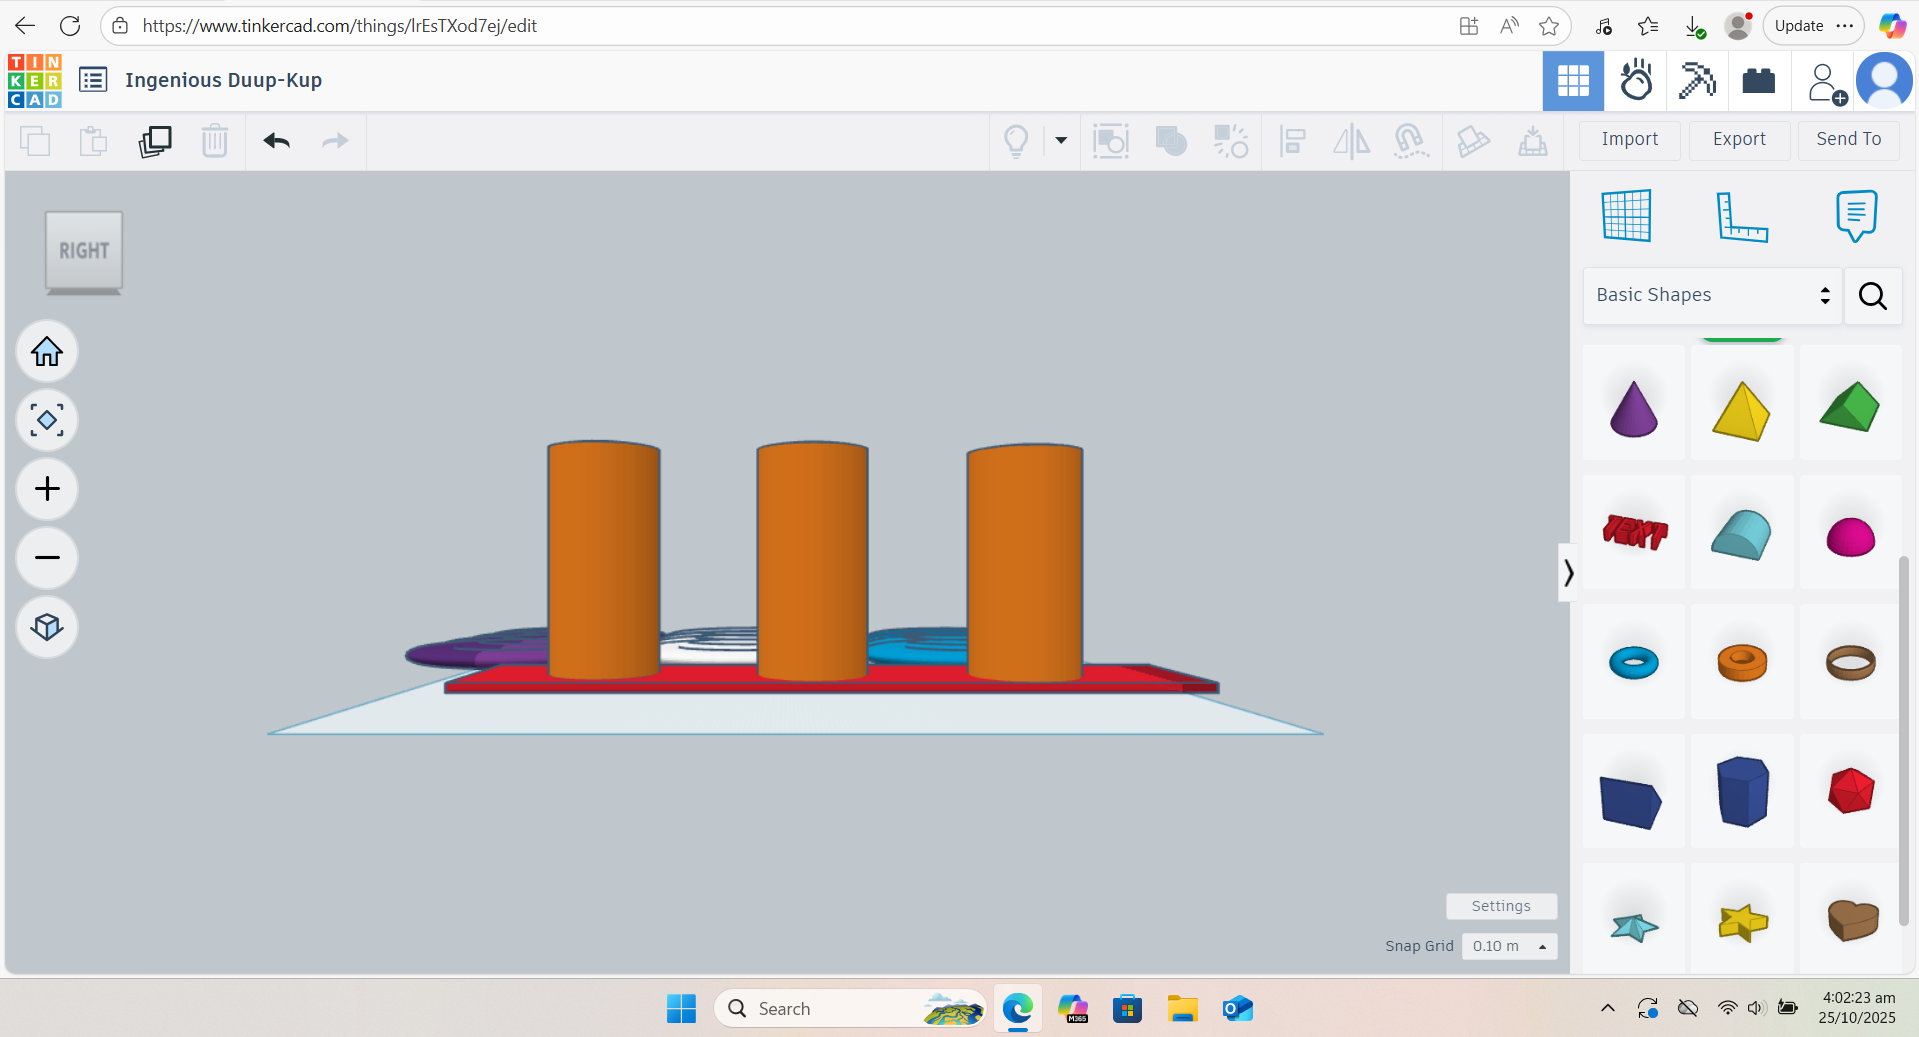 https://www.tinkercad.com/things/lrEsTXod7ej/edit
Update
TIN
KER
CAD
Ingenious Duup-Kup
Import
Export
Send To
RIGHT
Basic Shapes
TEXT
Settings
Snap Grid
0.10 m
Search
M365
4:02:23 am
25/10/2025